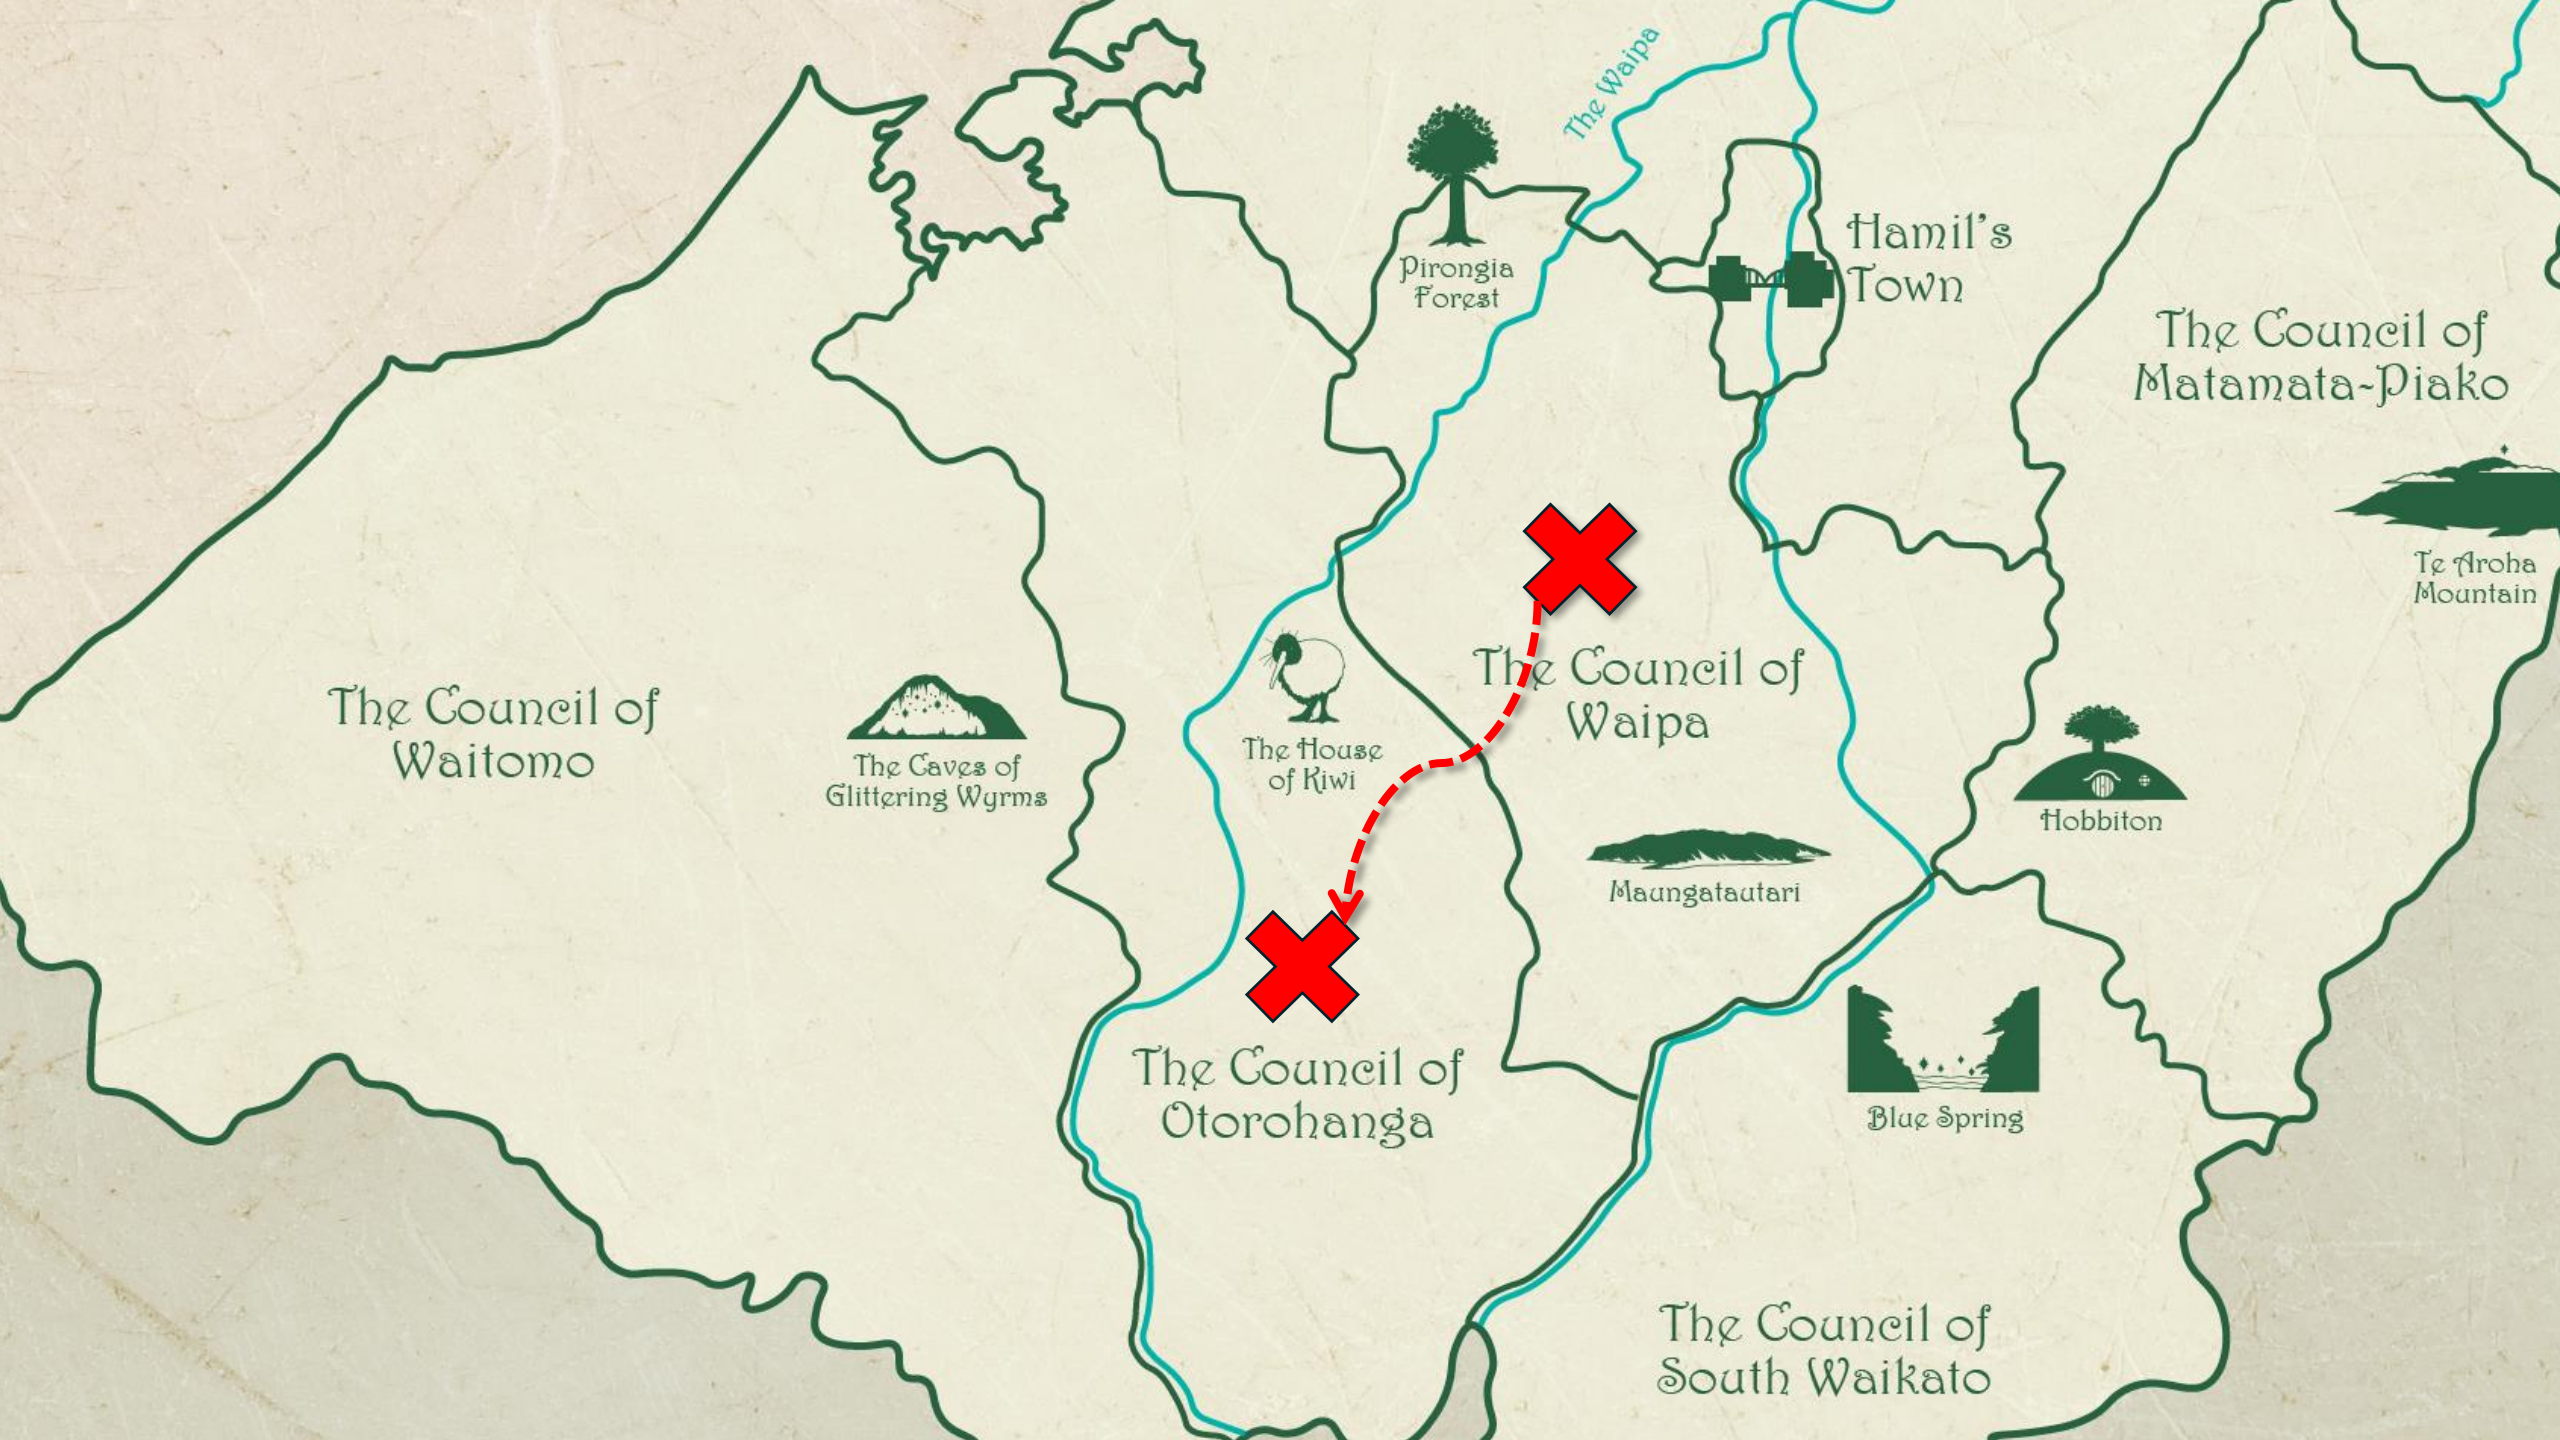 The Waipa
Hamil's
Town
Pirongia
Forest
The Council of
Matamata-Piako
Te Aroha
Mountain
The Council of
Waitomo
The Caves of
Glittering Wyrms
The House
of Kiwi
The Council of
Waipa
Hobbiton
Maungatautari
The Council of
Otorohanga
Blue Spring
The Council of
South Waikato